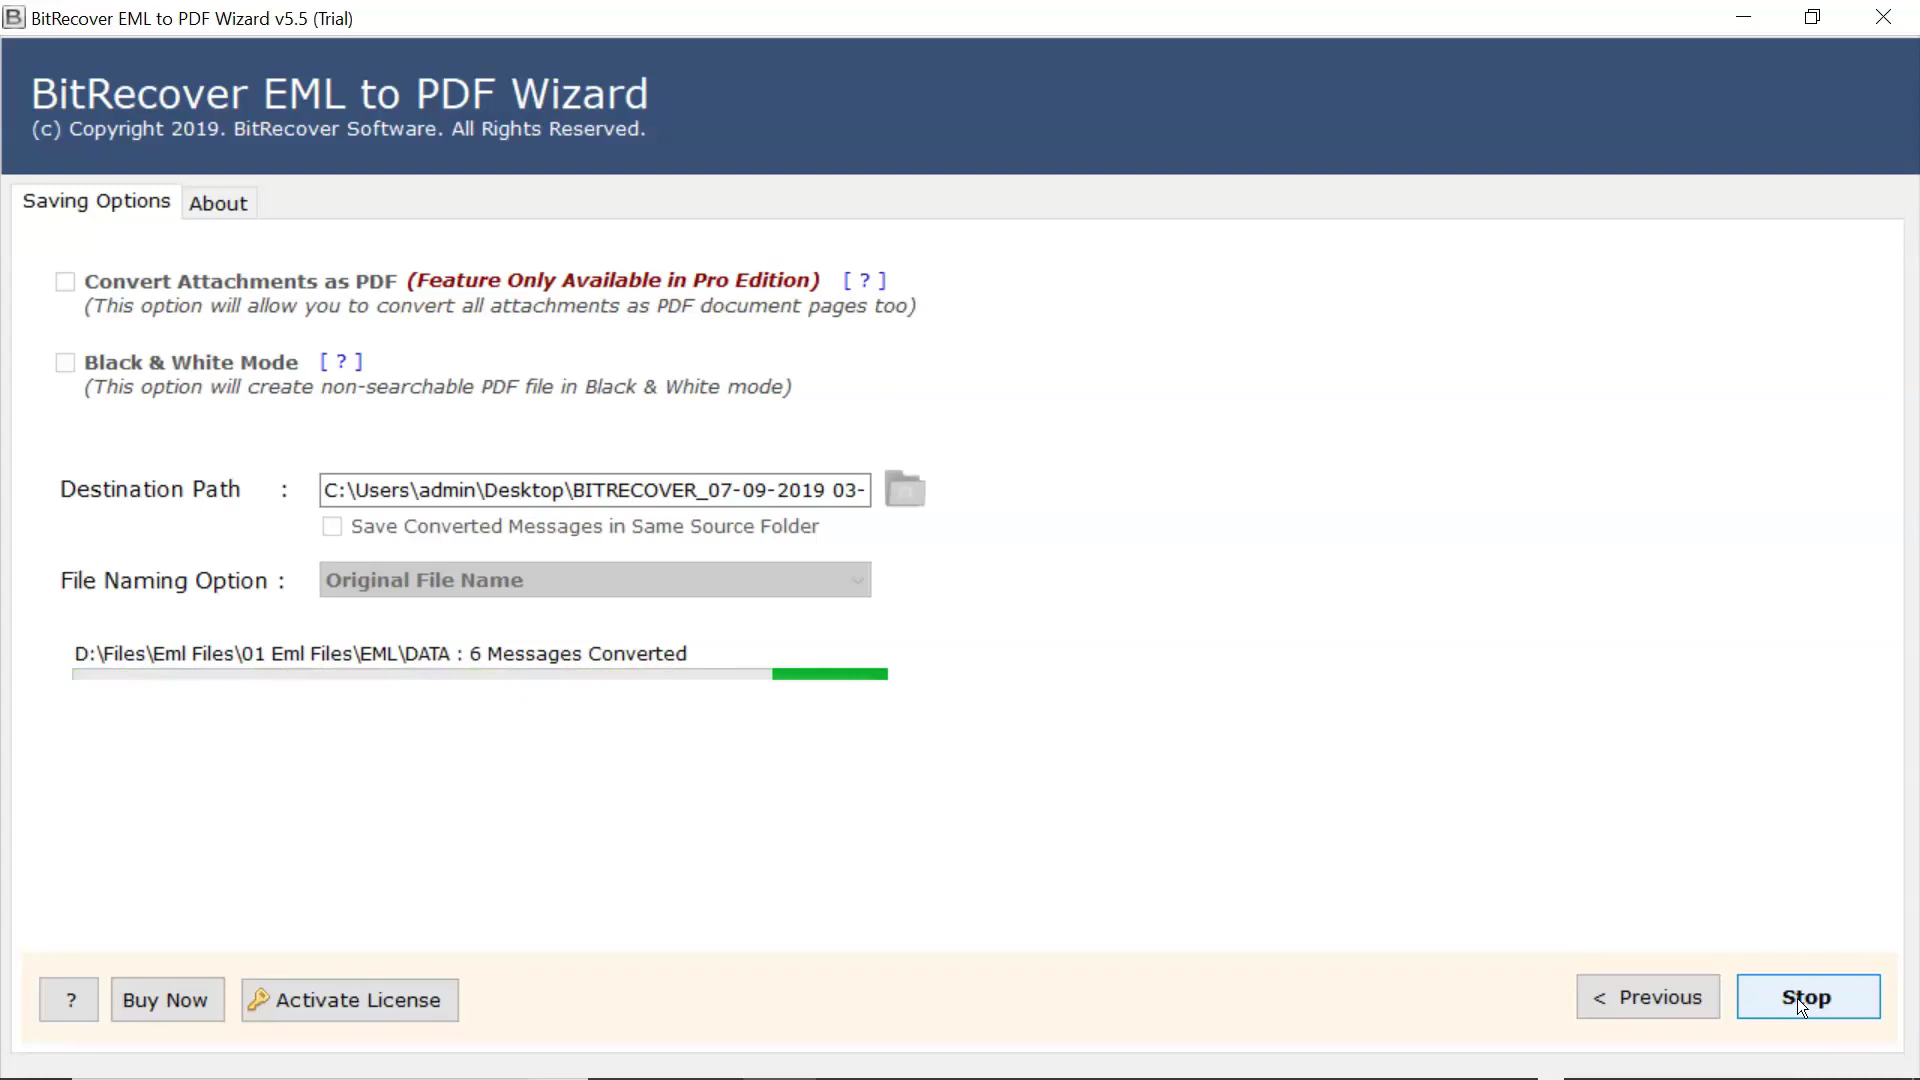 BitRecover EML to PDF Wizard v5.5 (Trial)
BitRecover EML to PDF Wizard
(c) Copyright 2019. BitRecover Software. All Rights Reserved.
Saving Options
About
Convert Attachments as PDF (Feature Only Available in Pro Edition) [ ? ]
(This option will allow you to convert all attachments as PDF document pages too)
Black & White Mode [ ? ]
(This option will create non-searchable PDF file in Black & White mode)
Destination Path : C:\Users\admin\Desktop\BITRECOVER_07-09-2019 03-
Save Converted Messages in Same Source Folder
File Naming Option : Original File Name
D:\Files\Eml Files\01 Eml Files\EML\DATA : 6 Messages Converted
? Buy Now Activate License < Previous Stop